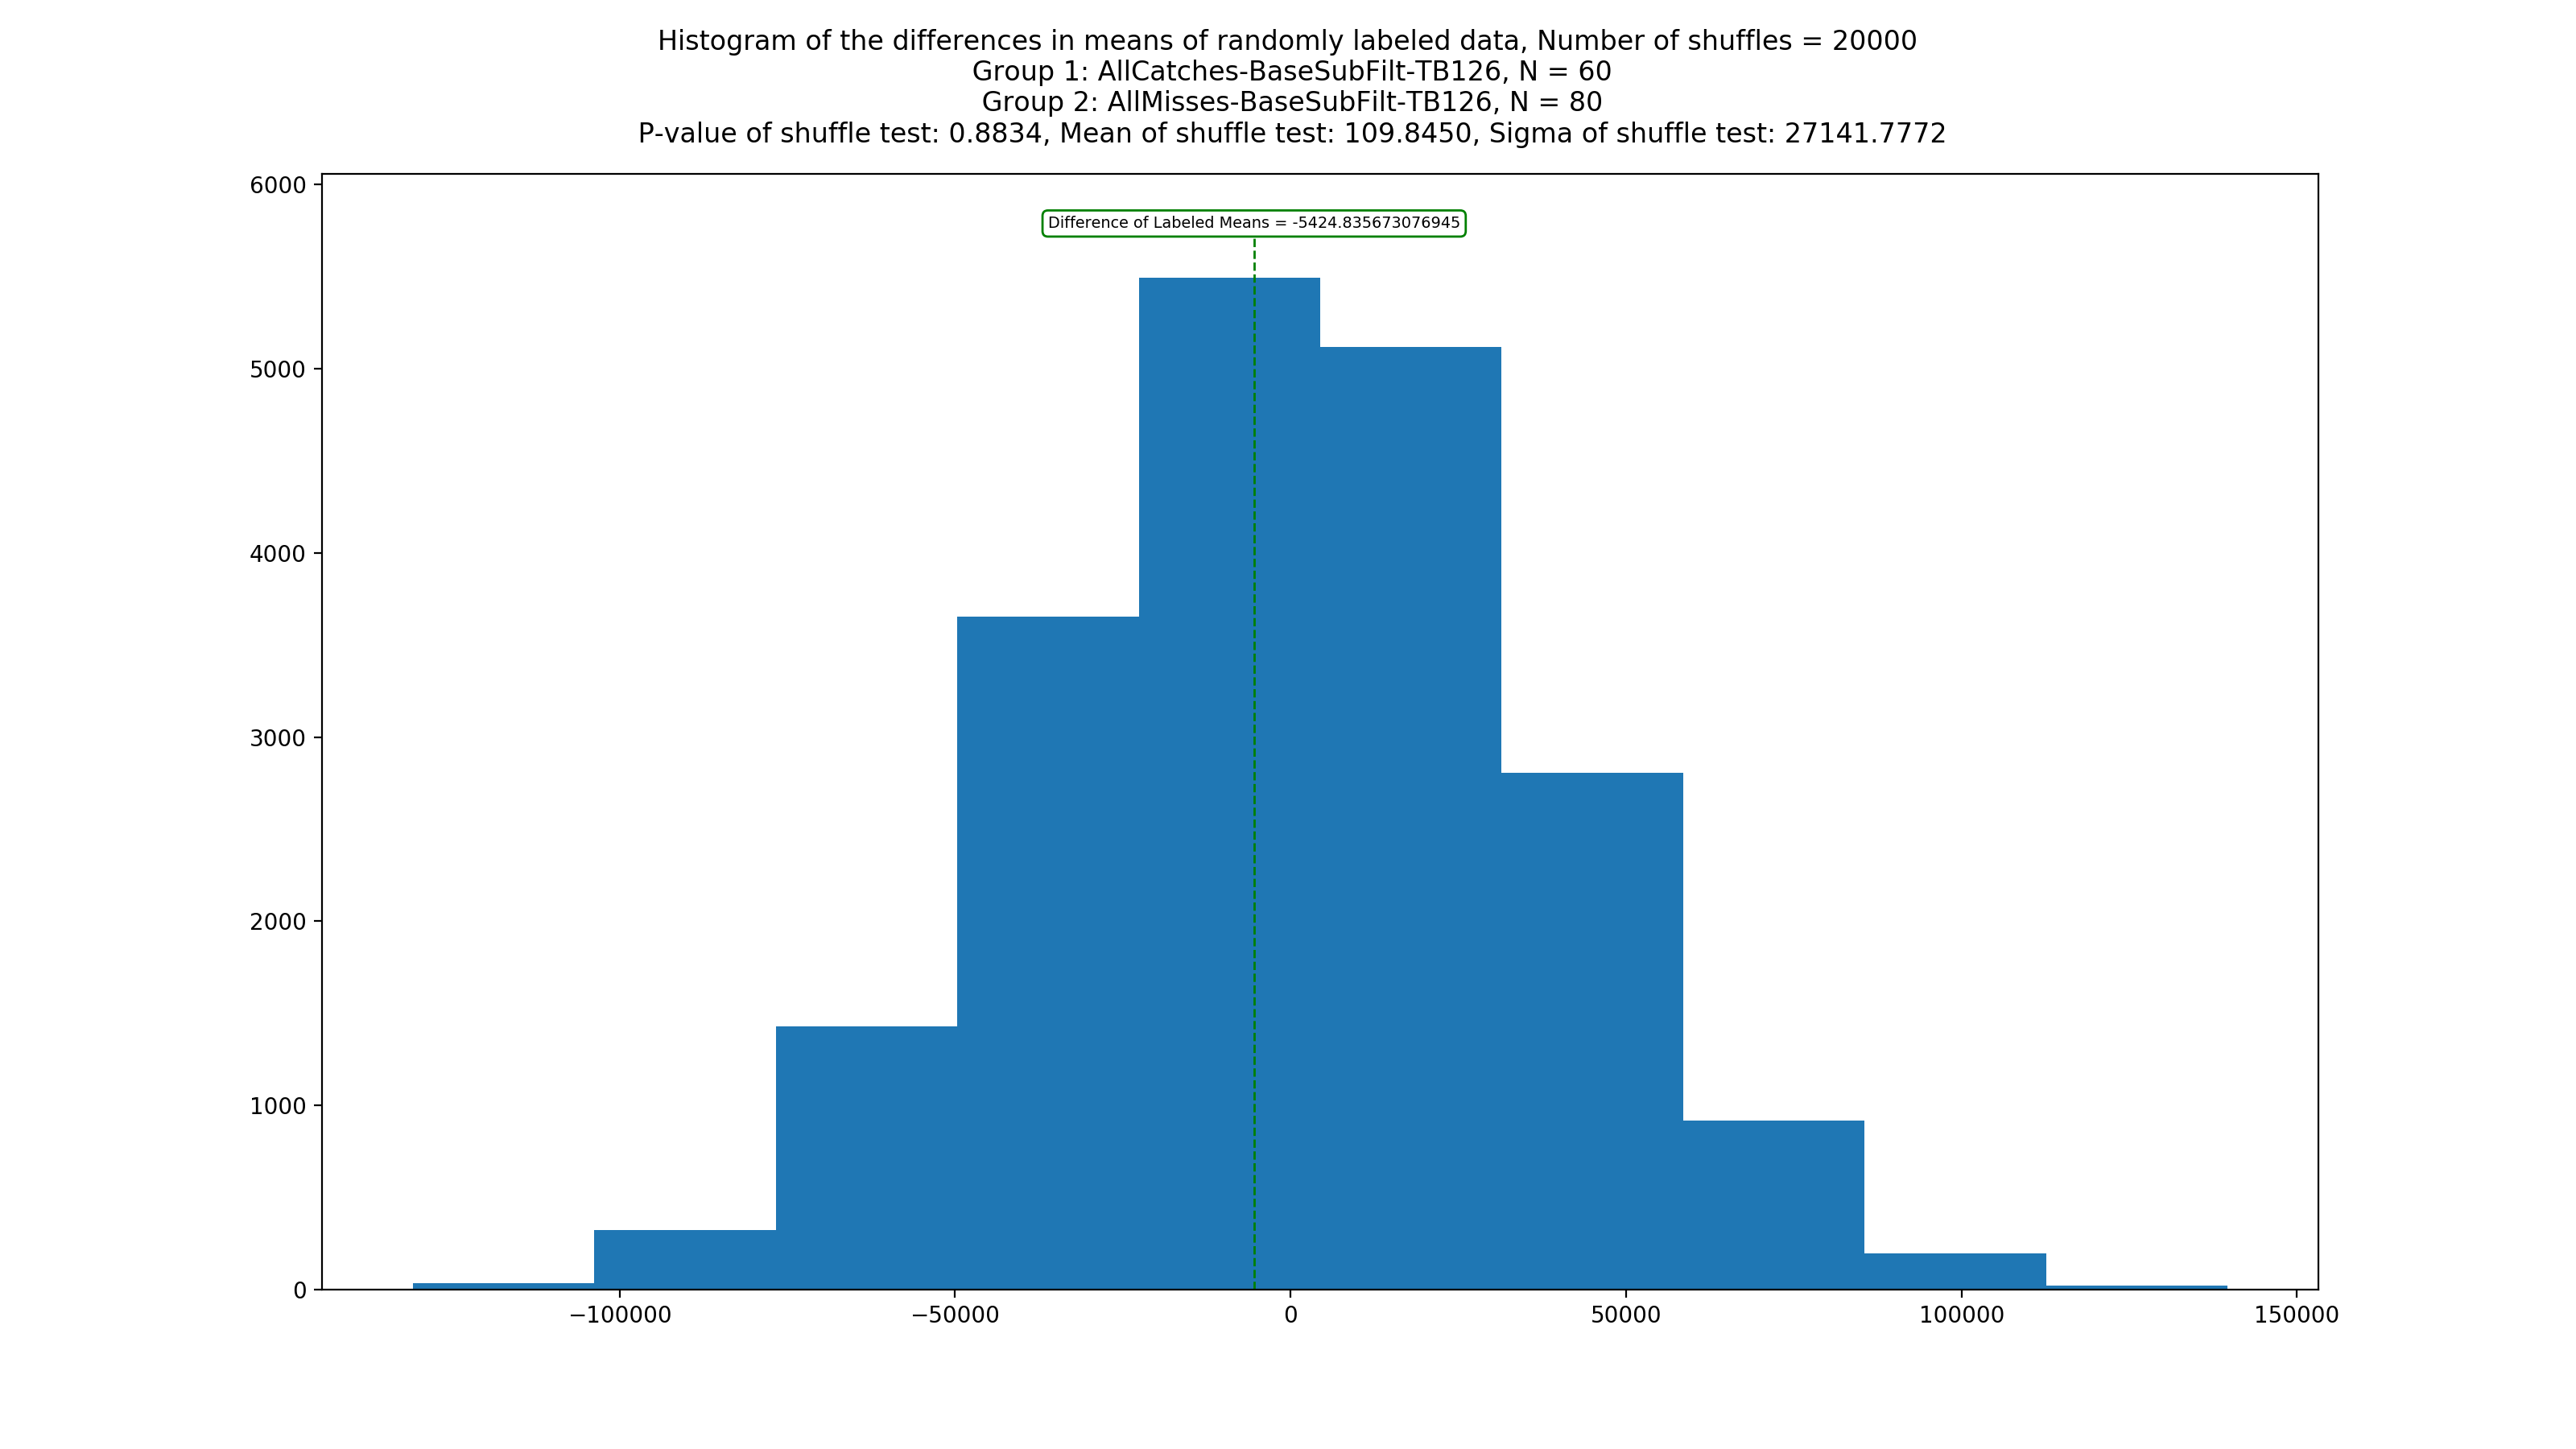 Histogram of the differences in means of randomly labeled data, Number of shuffles = 20000
Group 1: AllCatches-BaseSubFilt-TB126, N = 60
Group 2: AllMisses-BaseSubFilt-TB126, N = 80
P-value of shuffle test: 0.8834, Mean of shuffle test: 109.8450, Sigma of shuffle test: 27141.7772
6000
Difference of Labeled Means = -5424.835673076945
5000
4000
3000
2000
1000
0
−100000 −50000 0 50000 100000 150000